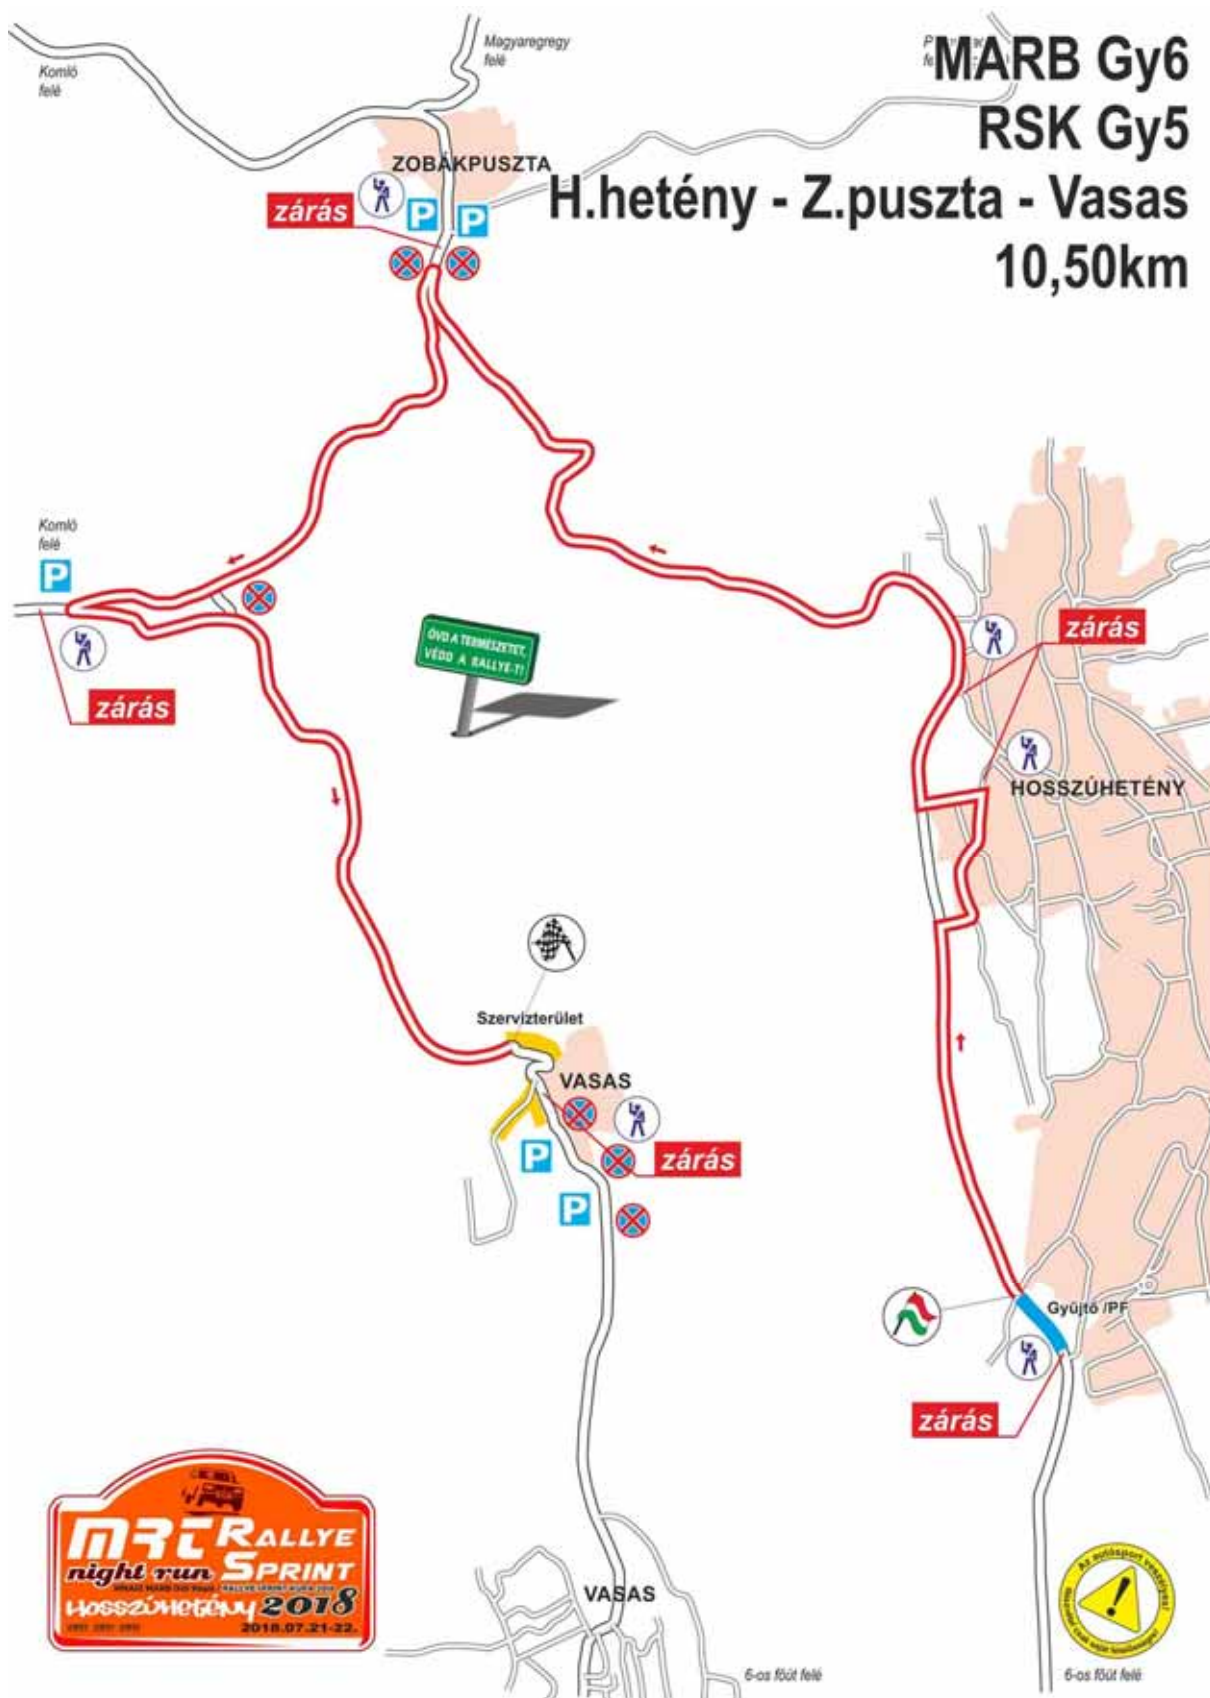 Komló
felé
Magyaregregy
felé
MARB Gy6
RSK Gy5
H.hetény - Z.puszta - Vasas
10,50km
ZOBÁKPUSZTA
zárás
P
P
Komló
felé
P
zárás
ÓVD A TERMÉSZETET,
VÉDD A RALLYE-T!
zárás
HOSSZÚHETÉNY
Szervizterület
VASAS
zárás
P
P
Gyűjtő /PF
zárás
MRT RALLYE
night run SPRINT
HOSSZÚHETÉNY 2018
2018.07.21-22.
VASAS
6-os főút felé
Az autósport veszélyes!
6-os főút felé